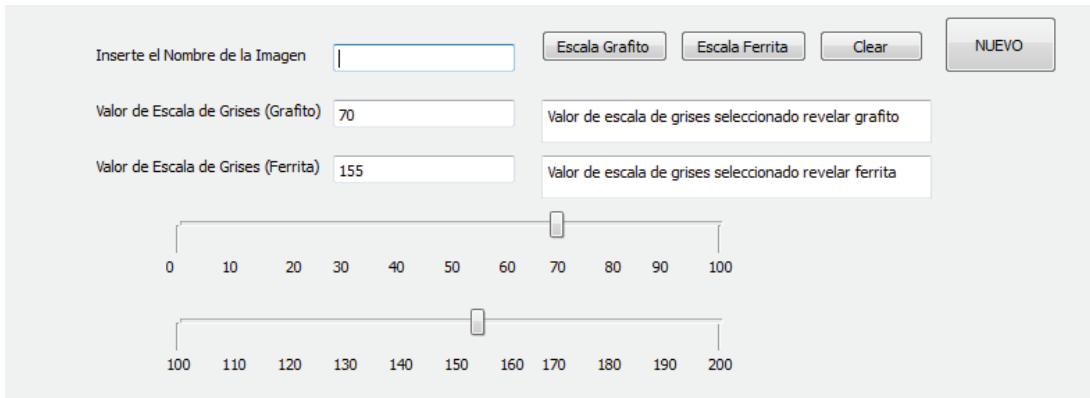 Inserte el Nombre de la Imagen
Escala Grafito
Escala Ferrita
Clear
NUEVO
Valor de Escala de Grises (Grafito)
70
Valor de escala de grises seleccionado revelar grafito
Valor de Escala de Grises (Ferrita)
155
Valor de escala de grises seleccionado revelar ferrita
0 10 20 30 40 50 60 70 80 90 100
100 110 120 130 140 150 160 170 180 190 200